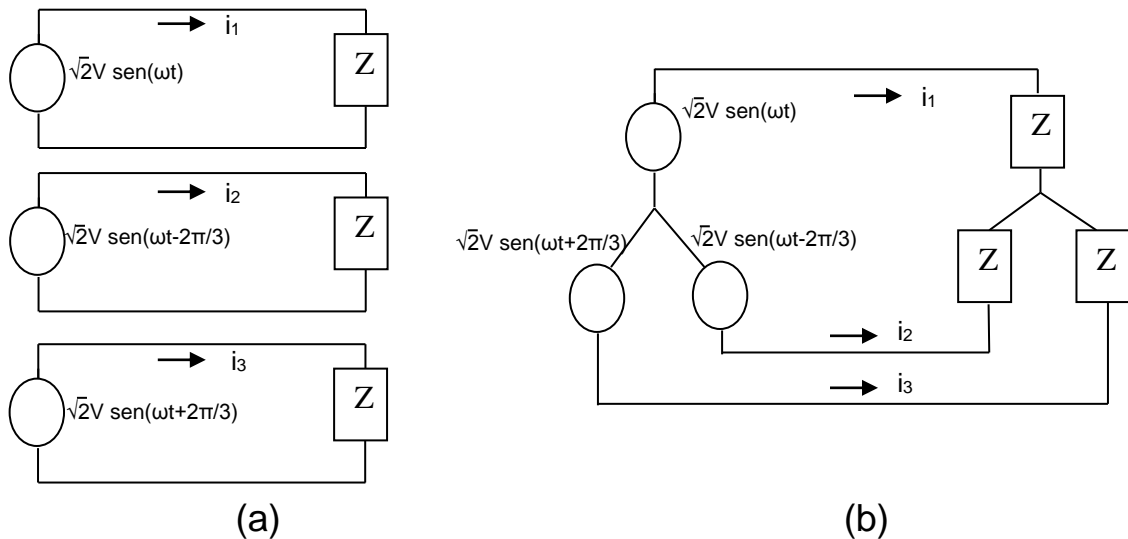 i₁
Z
√2V sen(ωt)
i₂
Z
√2V sen(ωt-2π/3)
i₃
Z
√2V sen(ωt+2π/3)
(a)
i₁
√2V sen(ωt)
Z
√2V sen(ωt+2π/3)
√2V sen(ωt-2π/3)
Z
Z
i₂
i₃
(b)